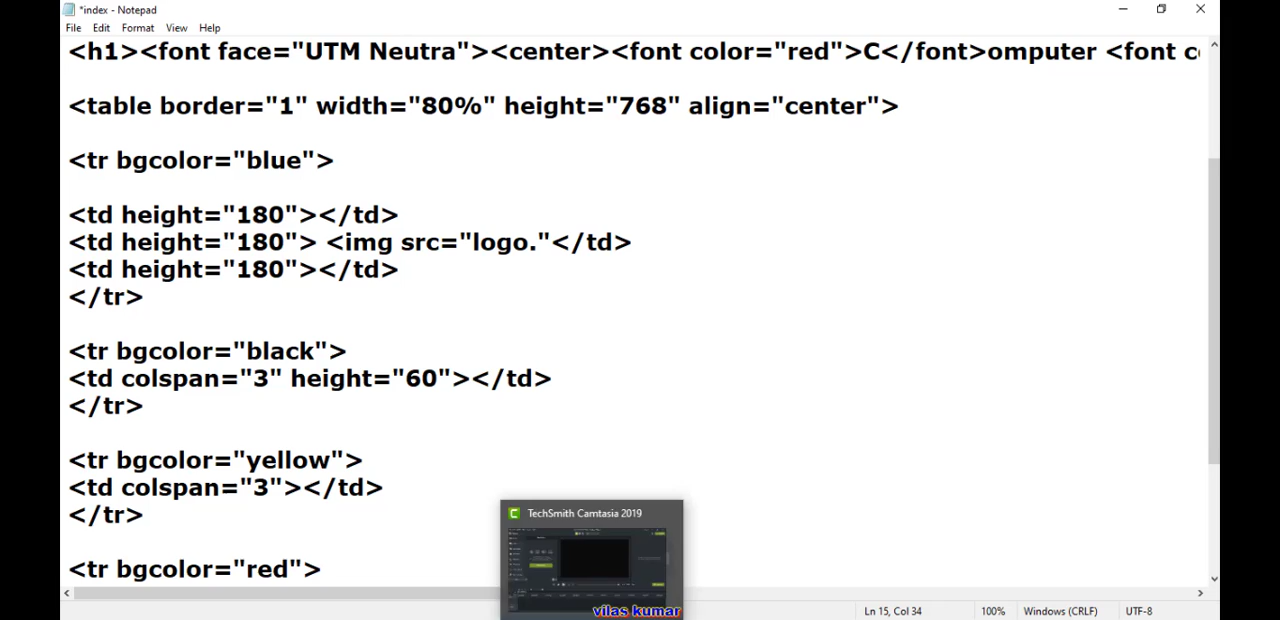 *index - Notepad
File Edit Format View Help
<h1><font face="UTM Neutra"><center><font color="red">C</font>omputer <font c
<table border="1" width="80%" height="768" align="center">
<tr bgcolor="blue">
<td height="180"></td>
<td height="180"> <img src="logo."</td>
<td height="180"></td>
</tr>
<tr bgcolor="black">
<td colspan="3" height="60"></td>
</tr>
<tr bgcolor="yellow">
<td colspan="3"></td>
</tr>
TechSmith Camtasia 2019
<tr bgcolor="red">
vilas kumar
Ln 15, Col 34 100% Windows (CRLF) UTF-8